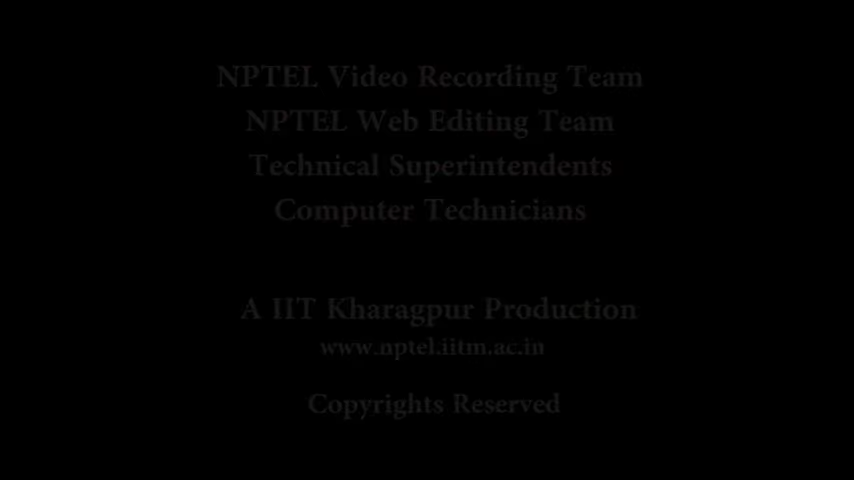 NPTEL Video Recording Team
NPTEL Web Editing Team
Technical Superintendents
Computer Technicians
A IIT Kharagpur Production
www.nptel.iitm.ac.in
Copyrights Reserved